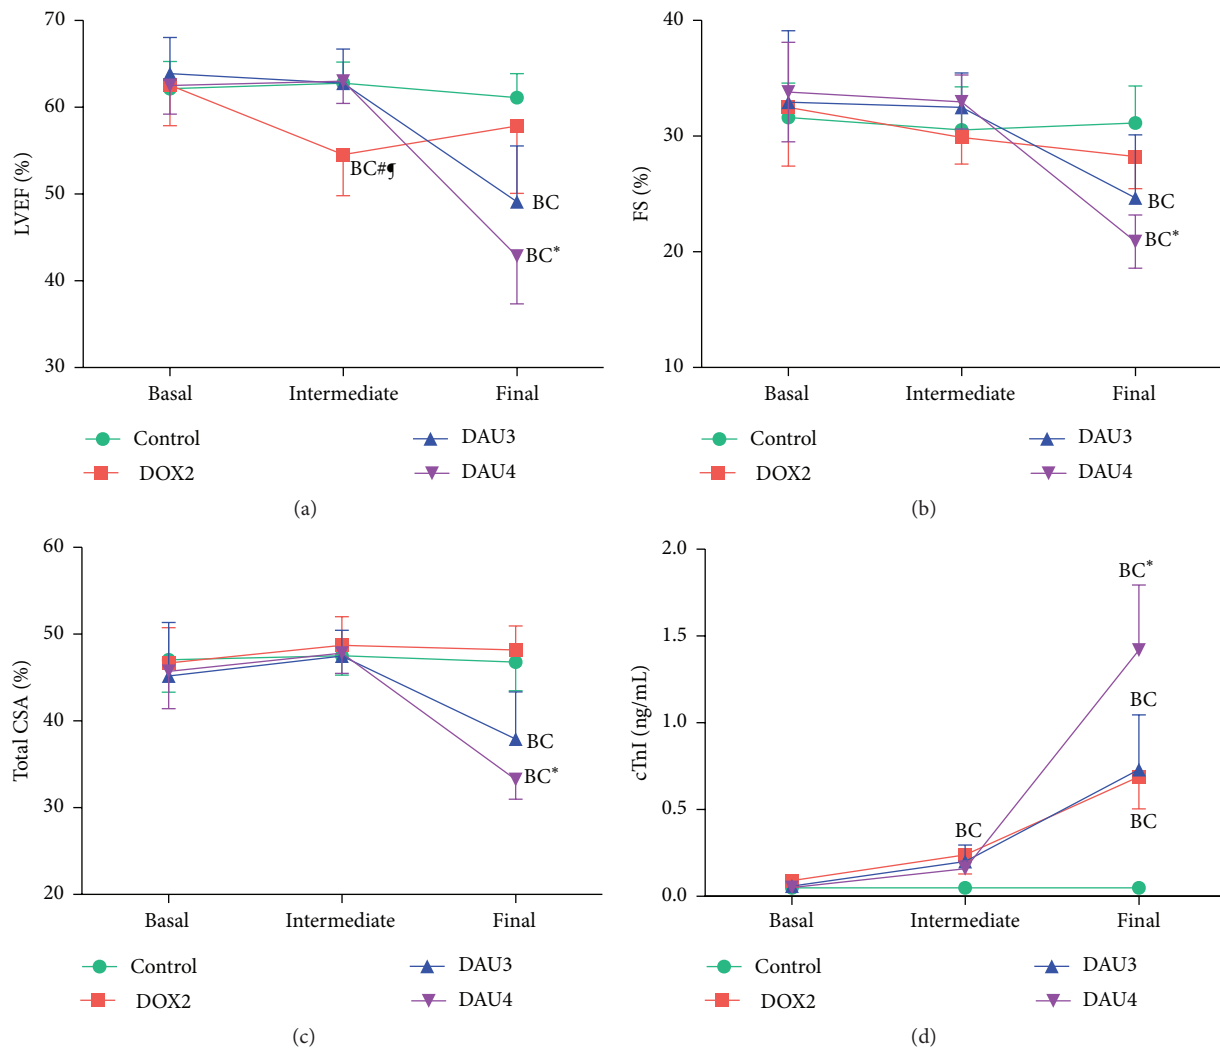 70
60
50
40
30
LVEF (%)
BC#¶
BC
BC*
Basal
Intermediate
Final
Control
DAU3
DOX2
DAU4
(a)
40
30
20
10
FS (%)
BC
BC*
Basal
Intermediate
Final
Control
DAU3
DOX2
DAU4
(b)
60
50
40
30
20
Total CSA (%)
BC
BC*
Basal
Intermediate
Final
Control
DAU3
DOX2
DAU4
(c)
2.0
1.5
1.0
0.5
0.0
cTnI (ng/mL)
BC*
BC
BC
BC
Basal
Intermediate
Final
Control
DAU3
DOX2
DAU4
(d)